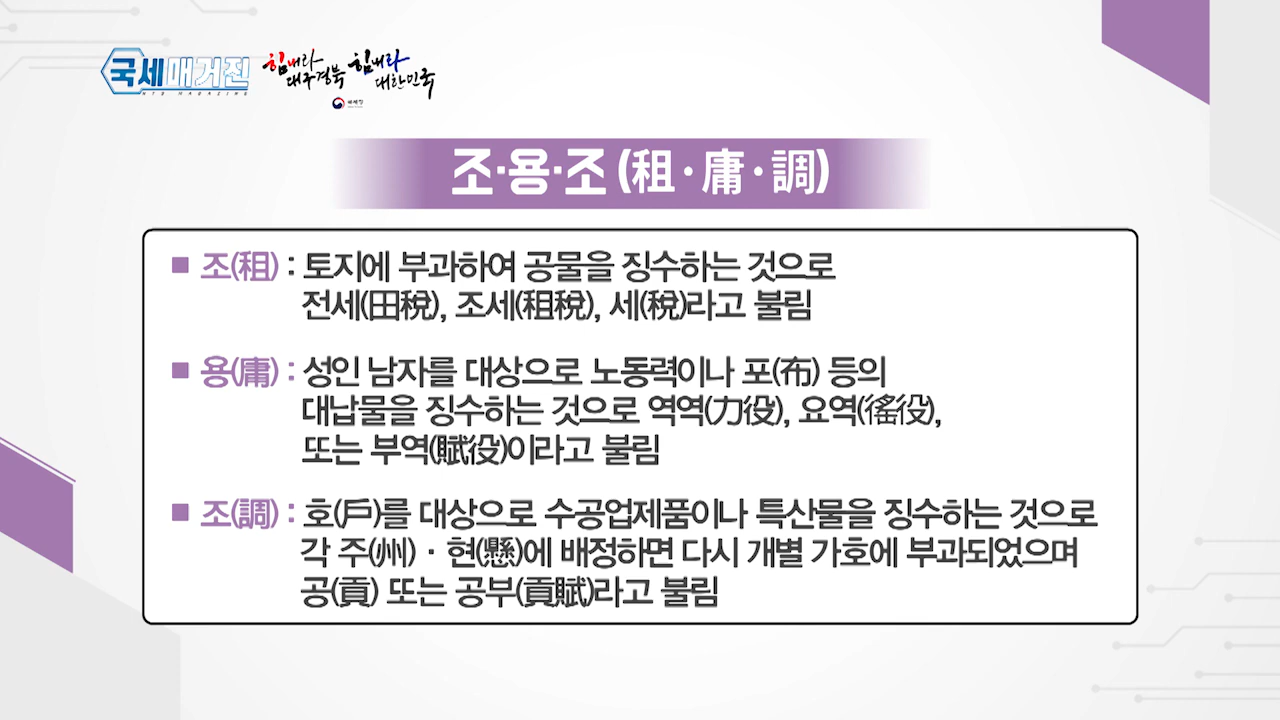 국세매거진
NTS MAGAZINE
힘내라 대구경북 힘내라 대한민국
국세청
조·용·조(租·庸·調)
■ 조(租) : 토지에 부과하여 공물을 징수하는 것으로
전세(田稅), 조세(租稅), 세(稅)라고 불림
■ 용(庸) : 성인 남자를 대상으로 노동력이나 포(布) 등의
대납물을 징수하는 것으로 역역(力役), 요역(徭役),
또는 부역(賦役)이라고 불림
■ 조(調) : 호(戶)를 대상으로 수공업제품이나 특산물을 징수하는 것으로
각 주(州)·현(懸)에 배정하면 다시 개별 가호에 부과되었으며
공(貢) 또는 공부(貢賦)라고 불림